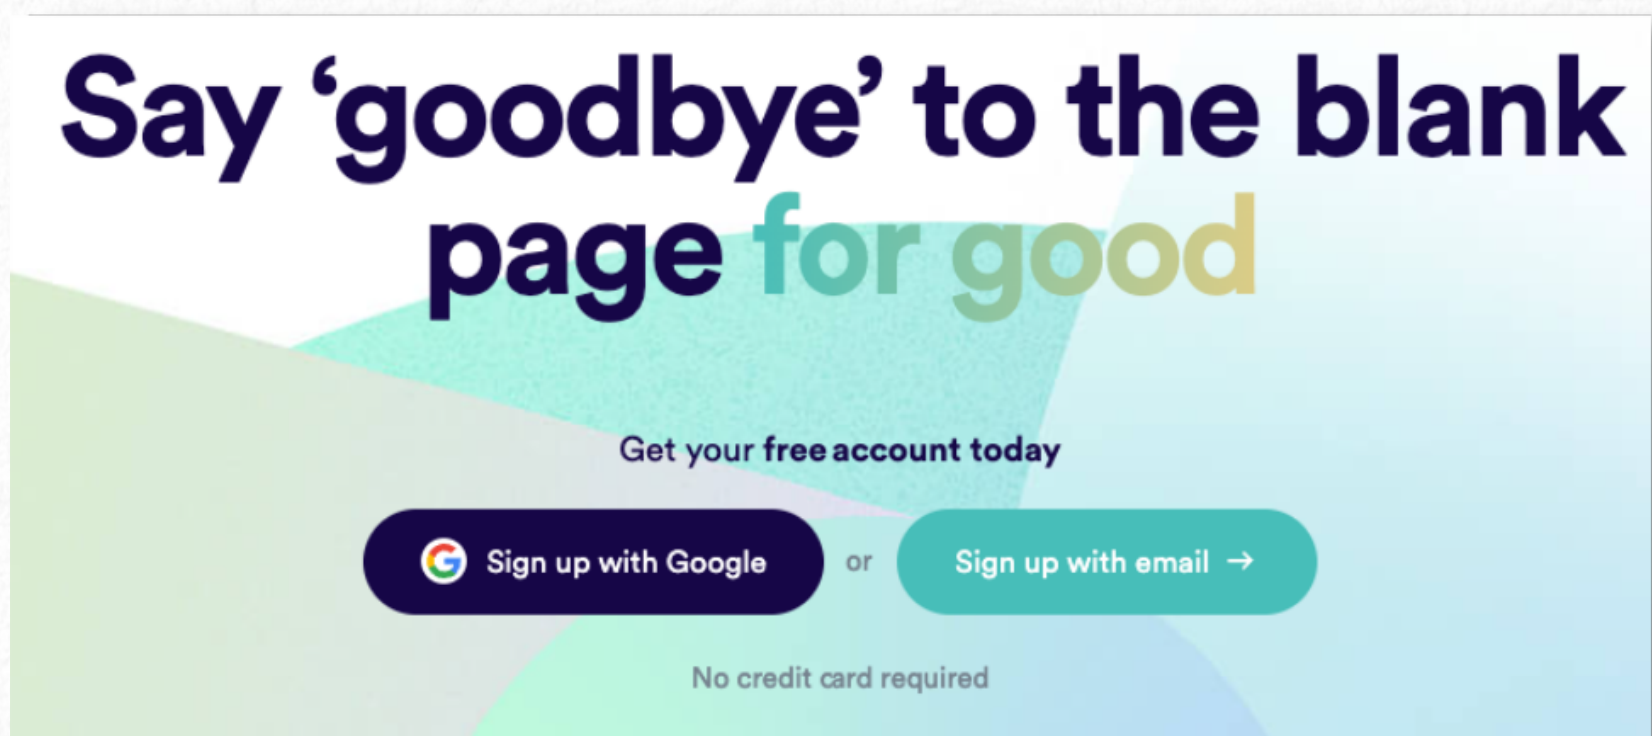 Say ‘goodbye’ to the blank
page for good
Get your free account today
Sign up with Google
or
Sign up with email →
No credit card required